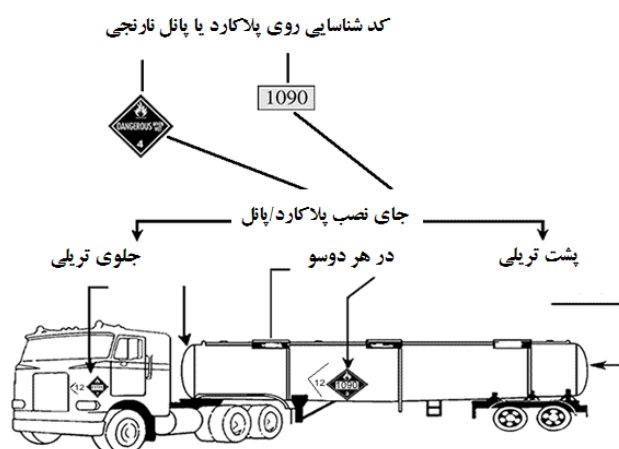 کد شناسایی روی پلاکارد یا پانل نارنجی
1090
DANGEROUS
4
جای نصب پلاکارد/پانل
جلوی تریلی
در هر دوسو
پشت تریلی
12
12
1090